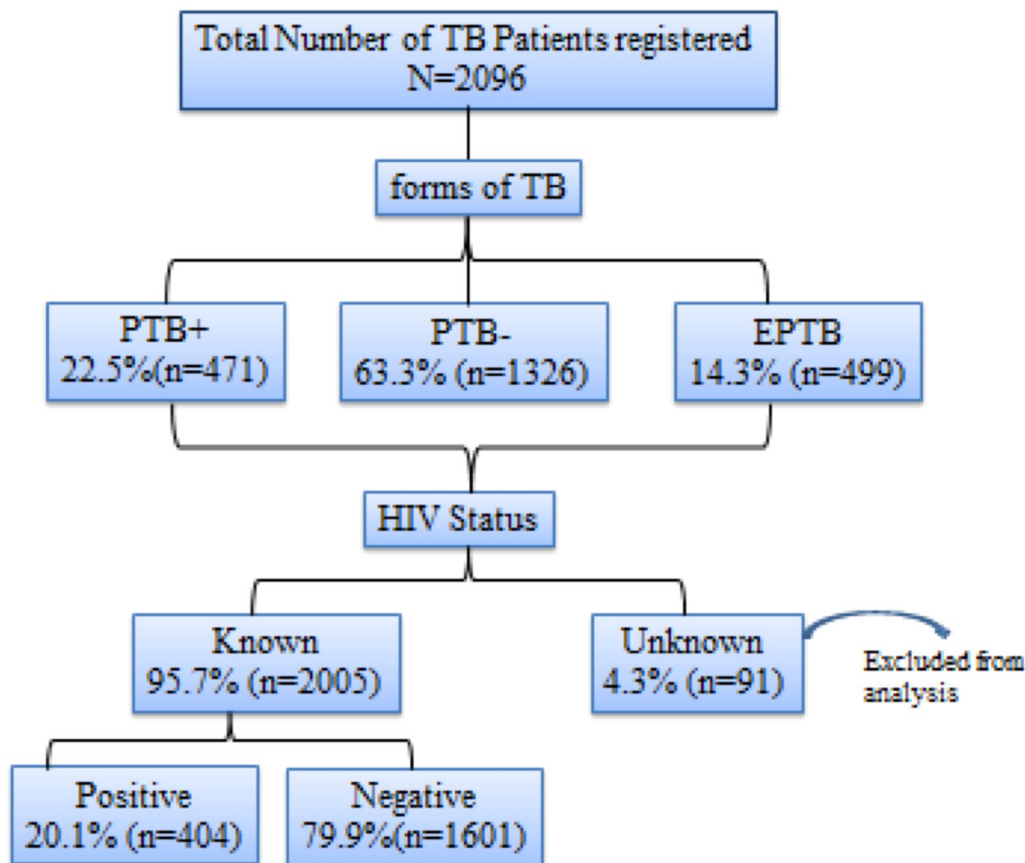 Total Number of TB Patients registered
N=2096
forms of TB
PTB+
22.5%(n=471)
PTB-
63.3% (n=1326)
EPTB
14.3% (n=499)
HIV Status
Known
95.7% (n=2005)
Unknown
4.3% (n=91)
Excluded from
analysis
Positive
20.1% (n=404)
Negative
79.9%(n=1601)